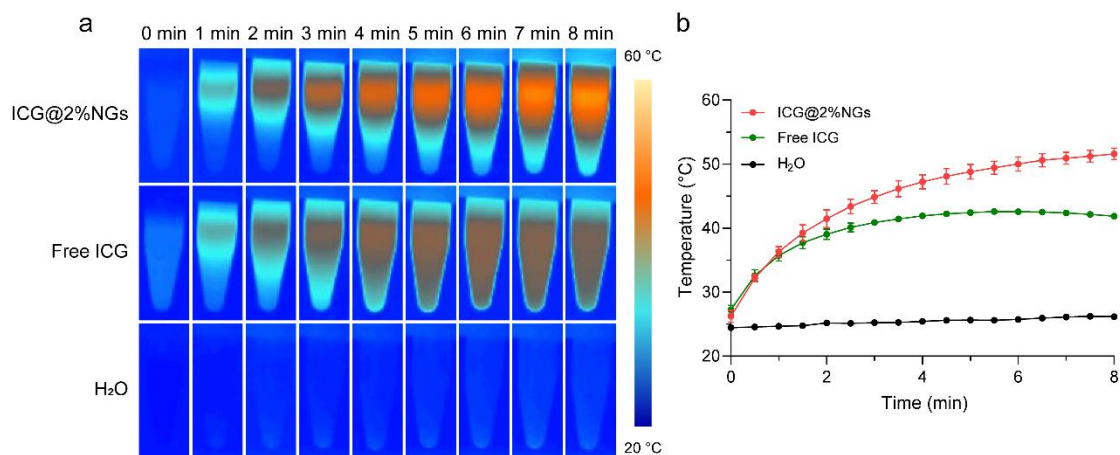 a
0 min 1 min 2 min 3 min 4 min 5 min 6 min 7 min 8 min
ICG@2%NGs
Free ICG
H₂O
60 °C
20 °C
b
ICG@2%NGs
Free ICG
H₂O
Temperature (°C)
60
50
40
30
20
0 2 4 6 8
Time (min)